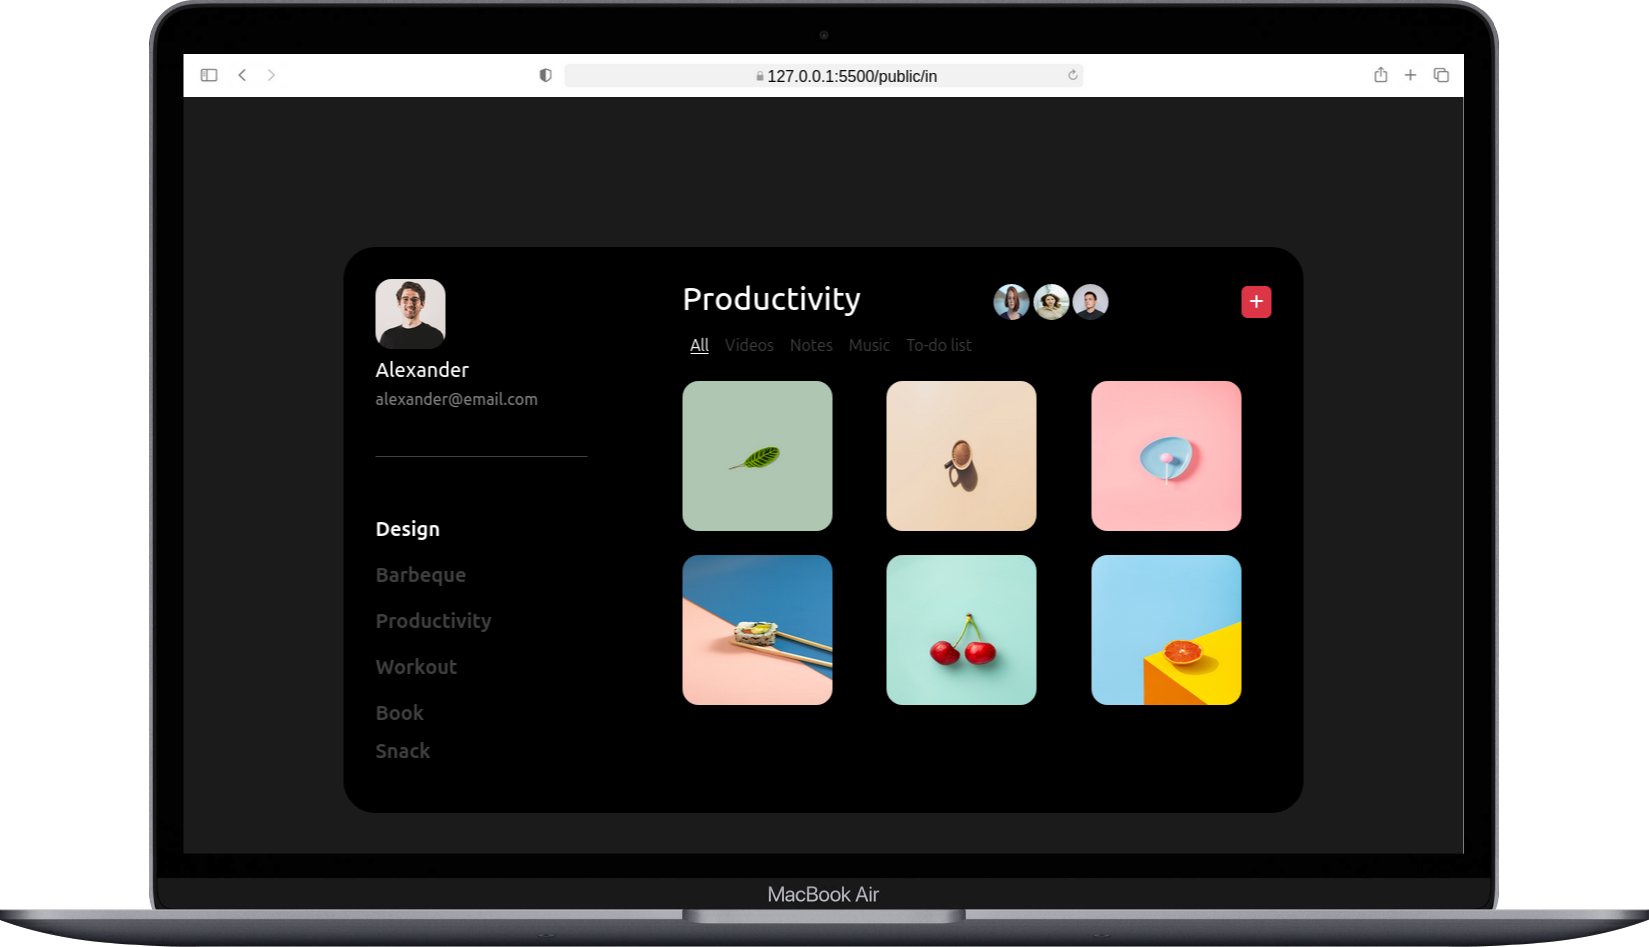 127.0.0.1:5500/public/in
Alexander
alexander@email.com
Design
Barbeque
Productivity
Workout
Book
Snack
Productivity
All Videos Notes Music To-do list
MacBook Air